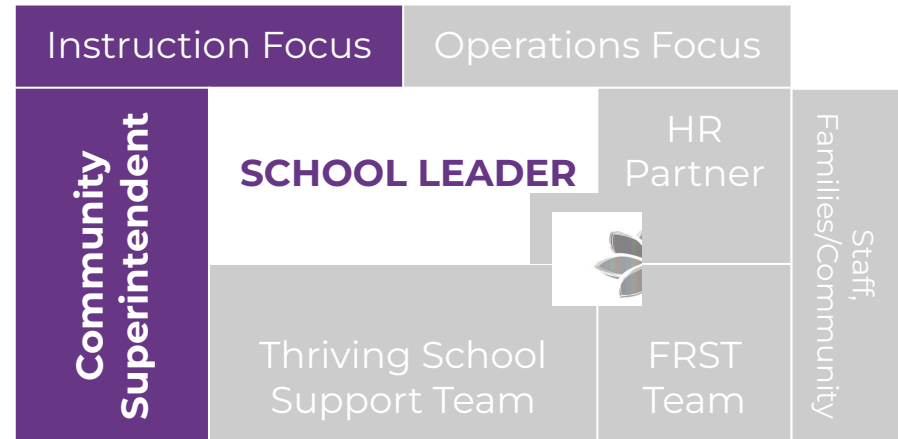 Instruction Focus
Operations Focus
Community
Superintendent
SCHOOL LEADER
HR
Partner
Staff,
Families/Community
Thriving School
Support Team
FRST
Team